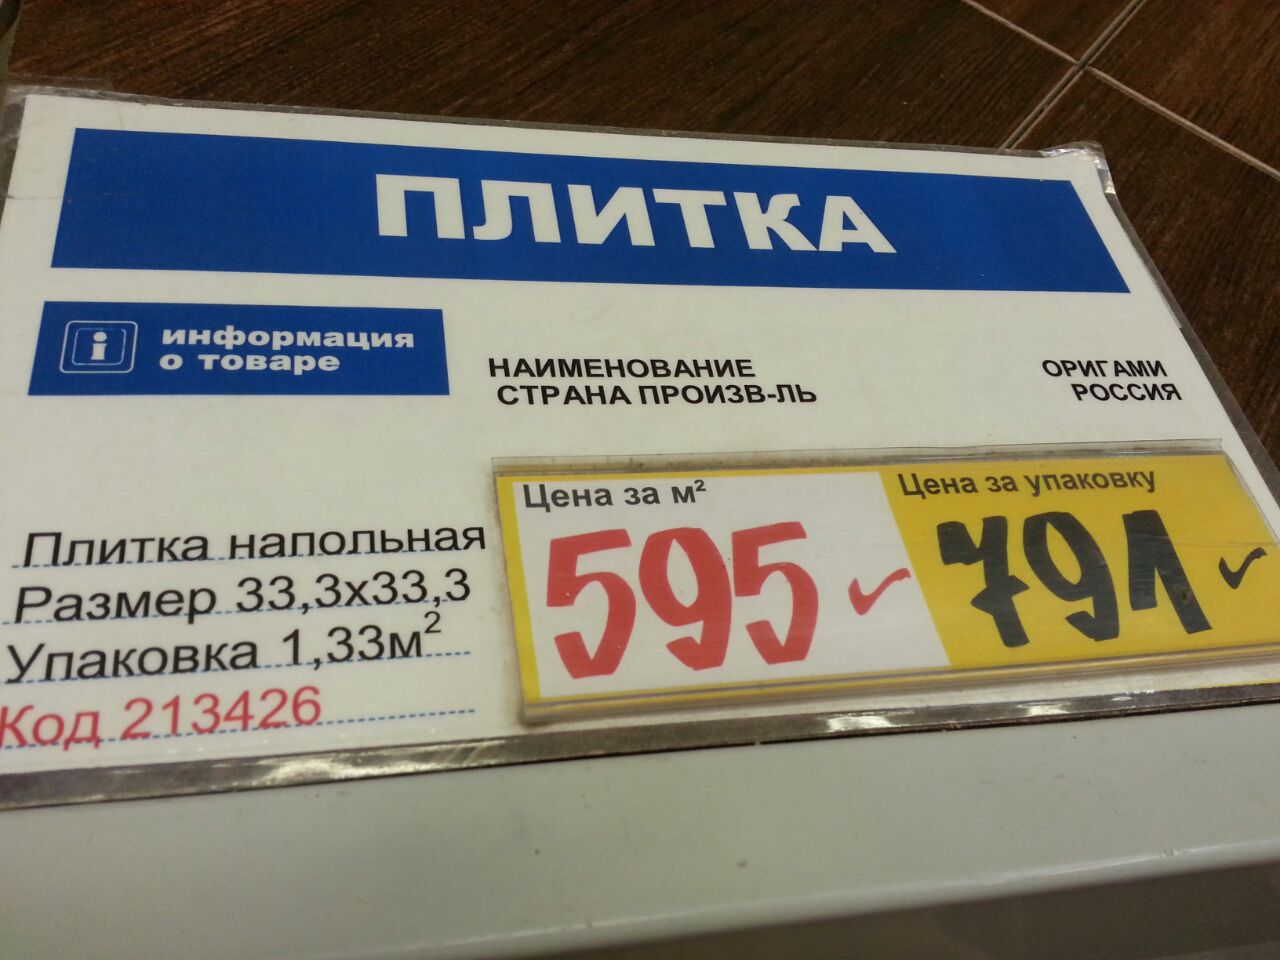 ПЛИТКА
информация
о товаре
НАИМЕНОВАНИЕ ОРИГАМИ
СТРАНА ПРОИЗВ-ЛЬ РОССИЯ
Цена за м²
595
Цена за упаковку
791
Плитка напольная
Размер 33,3х33,3
Упаковка 1,33м²
Код 213426